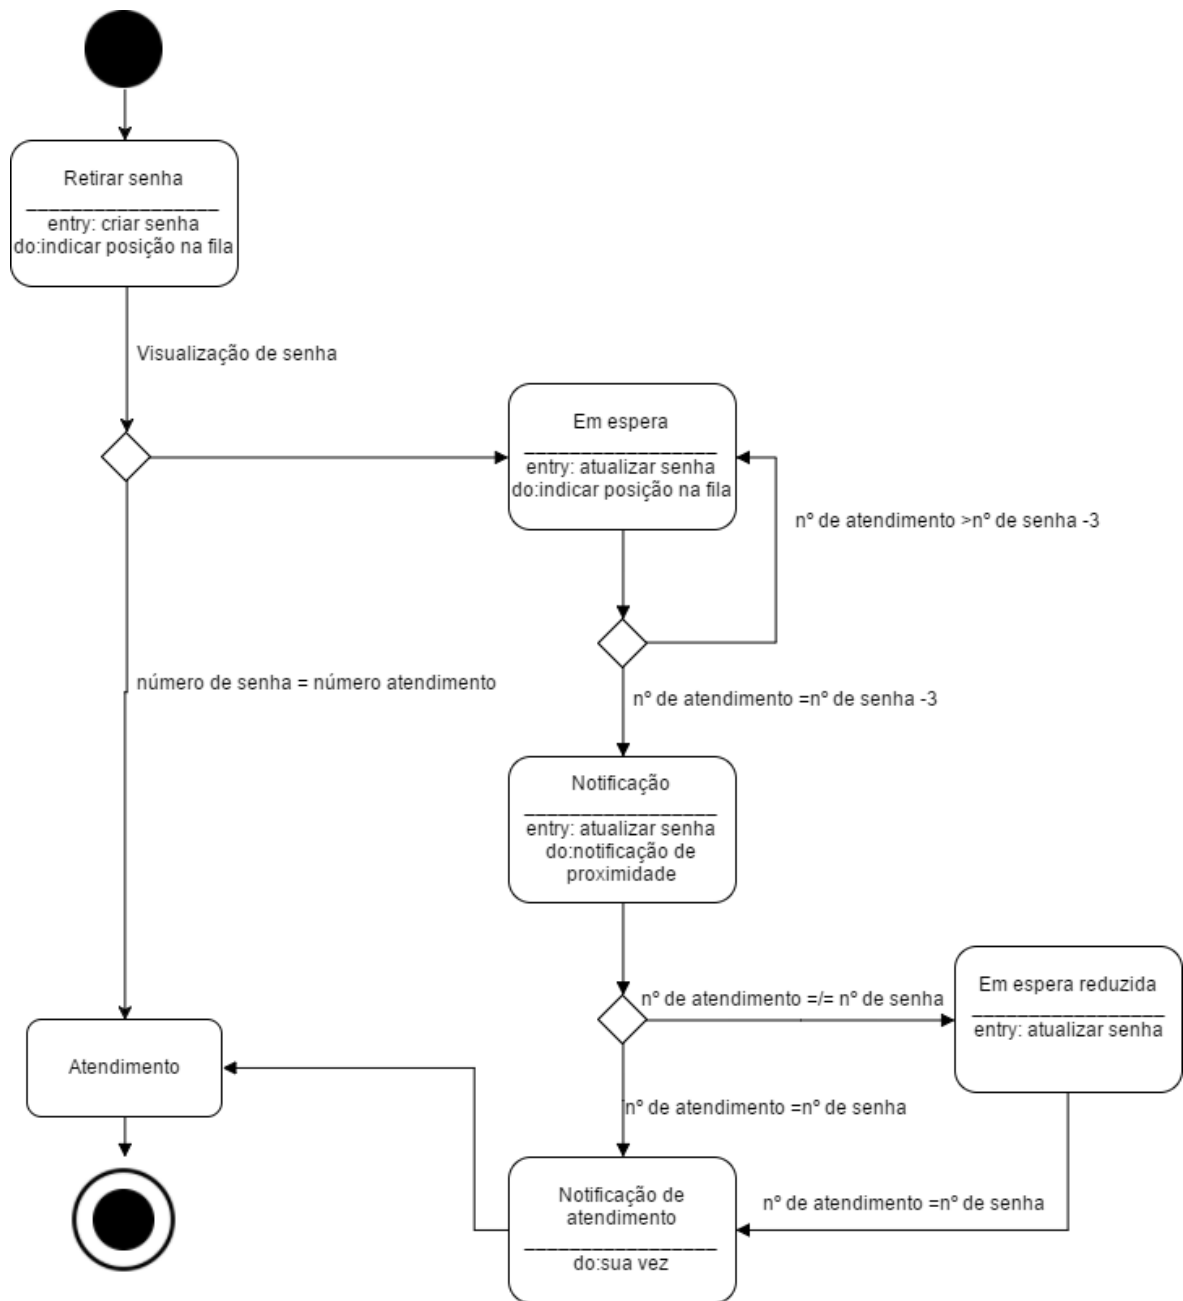 Retirar senha
entry: criar senha
do:indicar posição na fila
Visualização de senha
Em espera
entry: atualizar senha
do:indicar posição na fila
nº de atendimento >nº de senha -3
número de senha = número atendimento
nº de atendimento =nº de senha -3
Notificação
entry: atualizar senha
do:notificação de
proximidade
nº de atendimento =/= nº de senha
Em espera reduzida
entry: atualizar senha
Atendimento
nº de atendimento =nº de senha
Notificação de
atendimento
do:sua vez
nº de atendimento =nº de senha